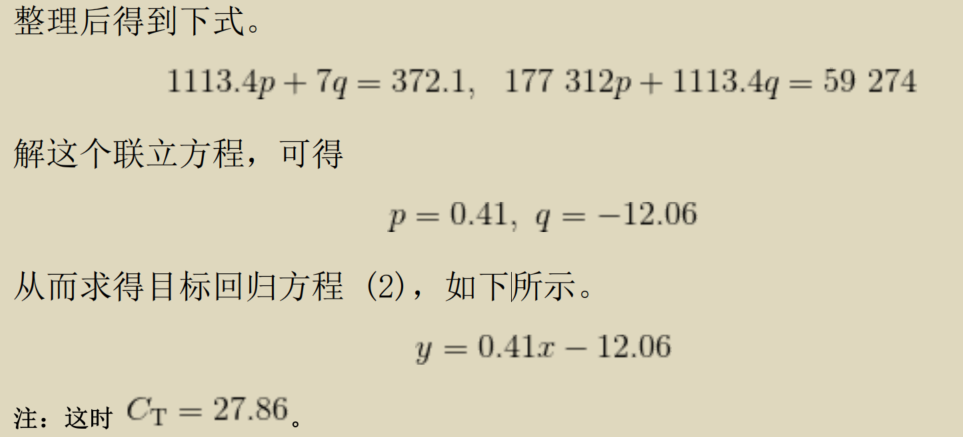 整理后得到下式。
1113.4p + 7q = 372.1, 177 312p + 1113.4q = 59 274
解这个联立方程，可得
p = 0.41, q = −12.06
从而求得目标回归方程 (2)，如下所示。
y = 0.41x − 12.06
注：这时 C_T = 27.86。